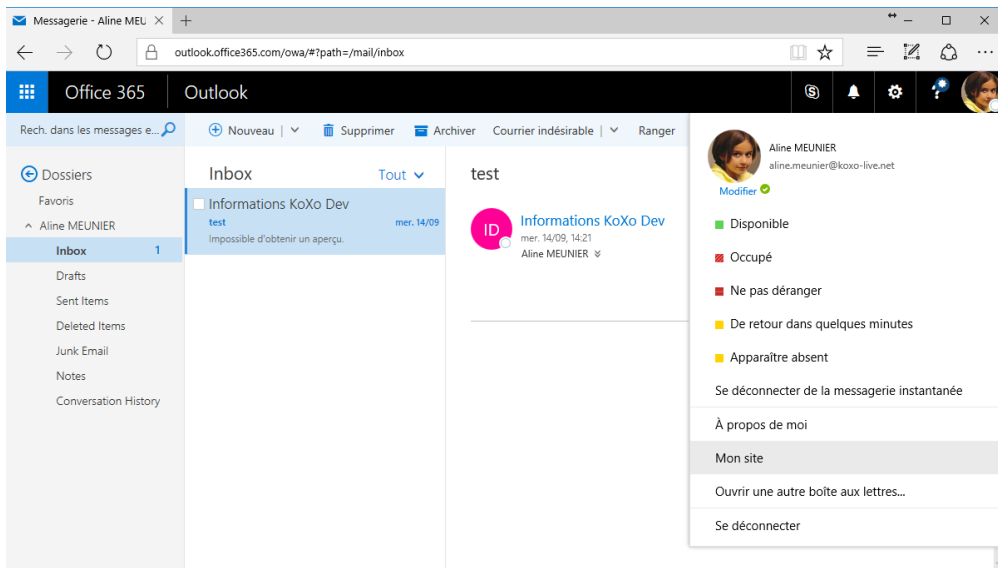 Messagerie - Aline MEU
outlook.office365.com/owa/#?path=/mail/inbox
Office 365
Outlook
Rech. dans les messages e...
Nouveau
Supprimer
Archiver
Courrier indésirable
Ranger
Dossiers
Favoris
Aline MEUNIER
Inbox 1
Drafts
Sent Items
Deleted Items
Junk Email
Notes
Conversation History
Inbox
Tout
Informations KoXo Dev
test
mer. 14/09
Impossible d'obtenir un aperçu.
test
ID
Informations KoXo Dev
mer. 14/09, 14:21
Aline MEUNIER
Aline MEUNIER
aline.meunier@koxo-live.net
Modifier
Disponible
Occupé
Ne pas déranger
De retour dans quelques minutes
Apparaître absent
Se déconnecter de la messagerie instantanée
À propos de moi
Mon site
Ouvrir une autre boîte aux lettres...
Se déconnecter